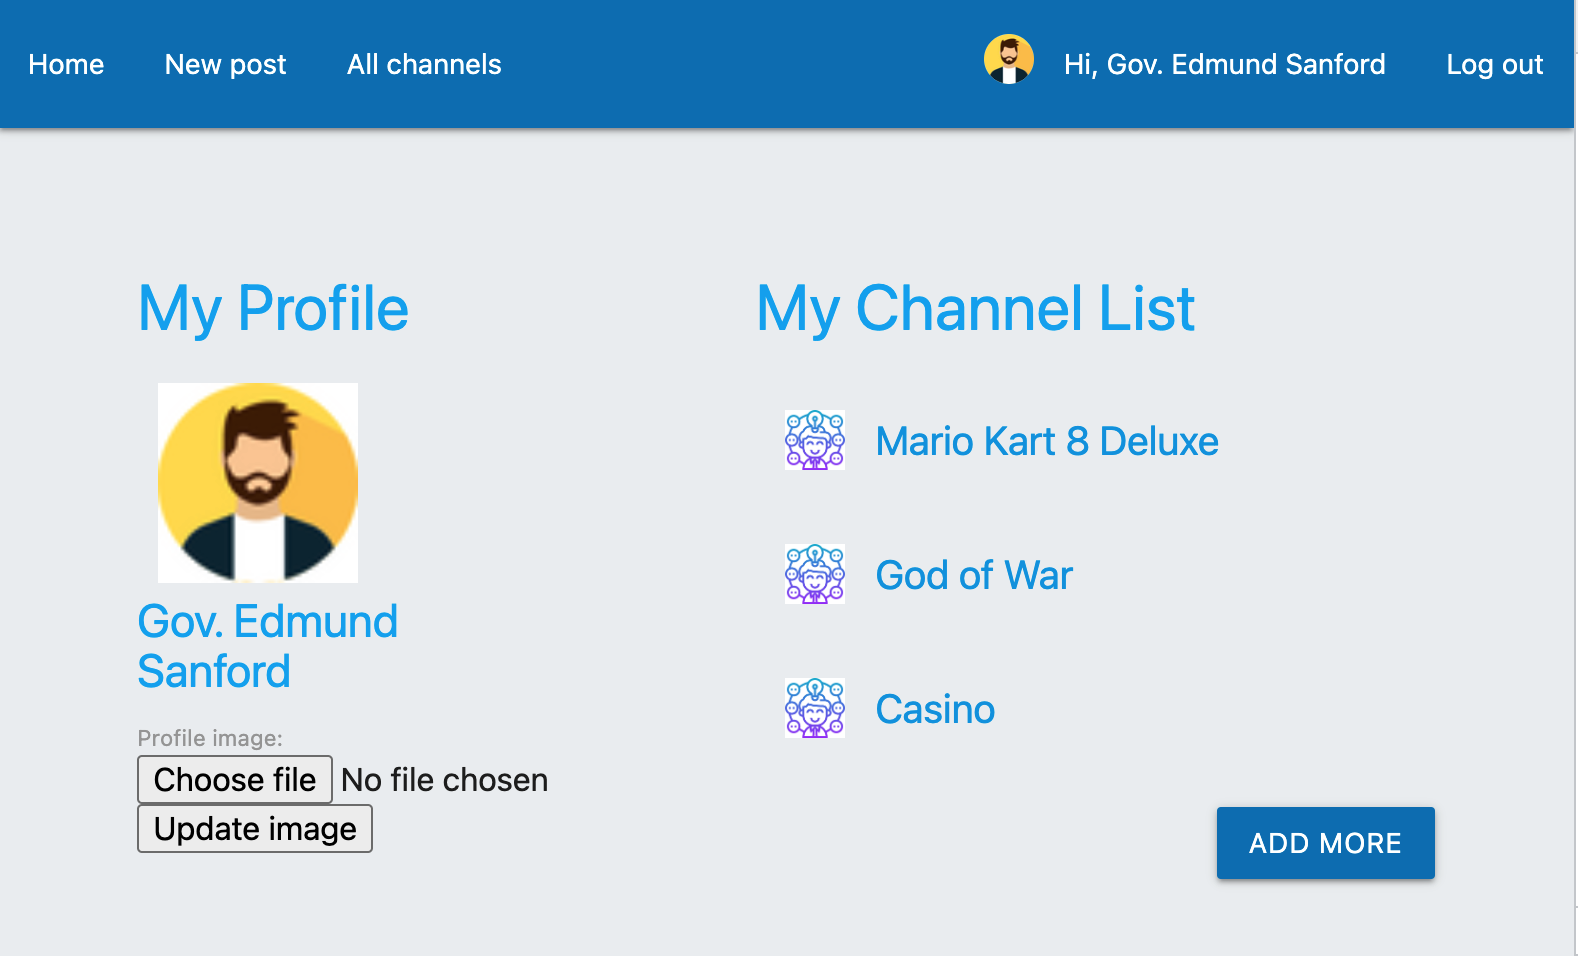 Home New post All channels Hi, Gov. Edmund Sanford Log out
My Profile
Gov. Edmund
Sanford
Profile image:
Choose file No file chosen
Update image
My Channel List
Mario Kart 8 Deluxe
God of War
Casino
ADD MORE